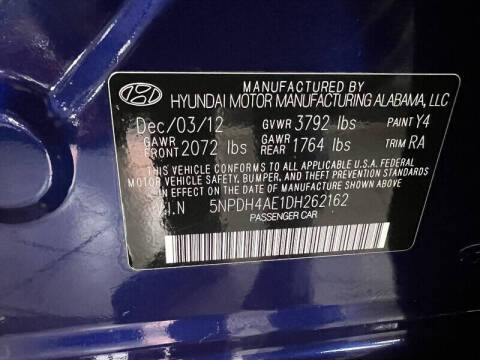 MANUFACTURED BY
HYUNDAI MOTOR MANUFACTURING ALABAMA, LLC
Dec/03/12 GVWR 3792 lbs PAINT Y4
GAWR FRONT 2072 lbs GAWR REAR 1764 lbs TRIM RA
THIS VEHICLE CONFORMS TO ALL APPLICABLE U.S.A. FEDERAL
MOTOR VEHICLE SAFETY, BUMPER, AND THEFT PREVENTION STANDARDS
IN EFFECT ON THE DATE OF MANUFACTURE SHOWN ABOVE.
V.I.N 5NPDH4AE1DH262162
PASSENGER CAR